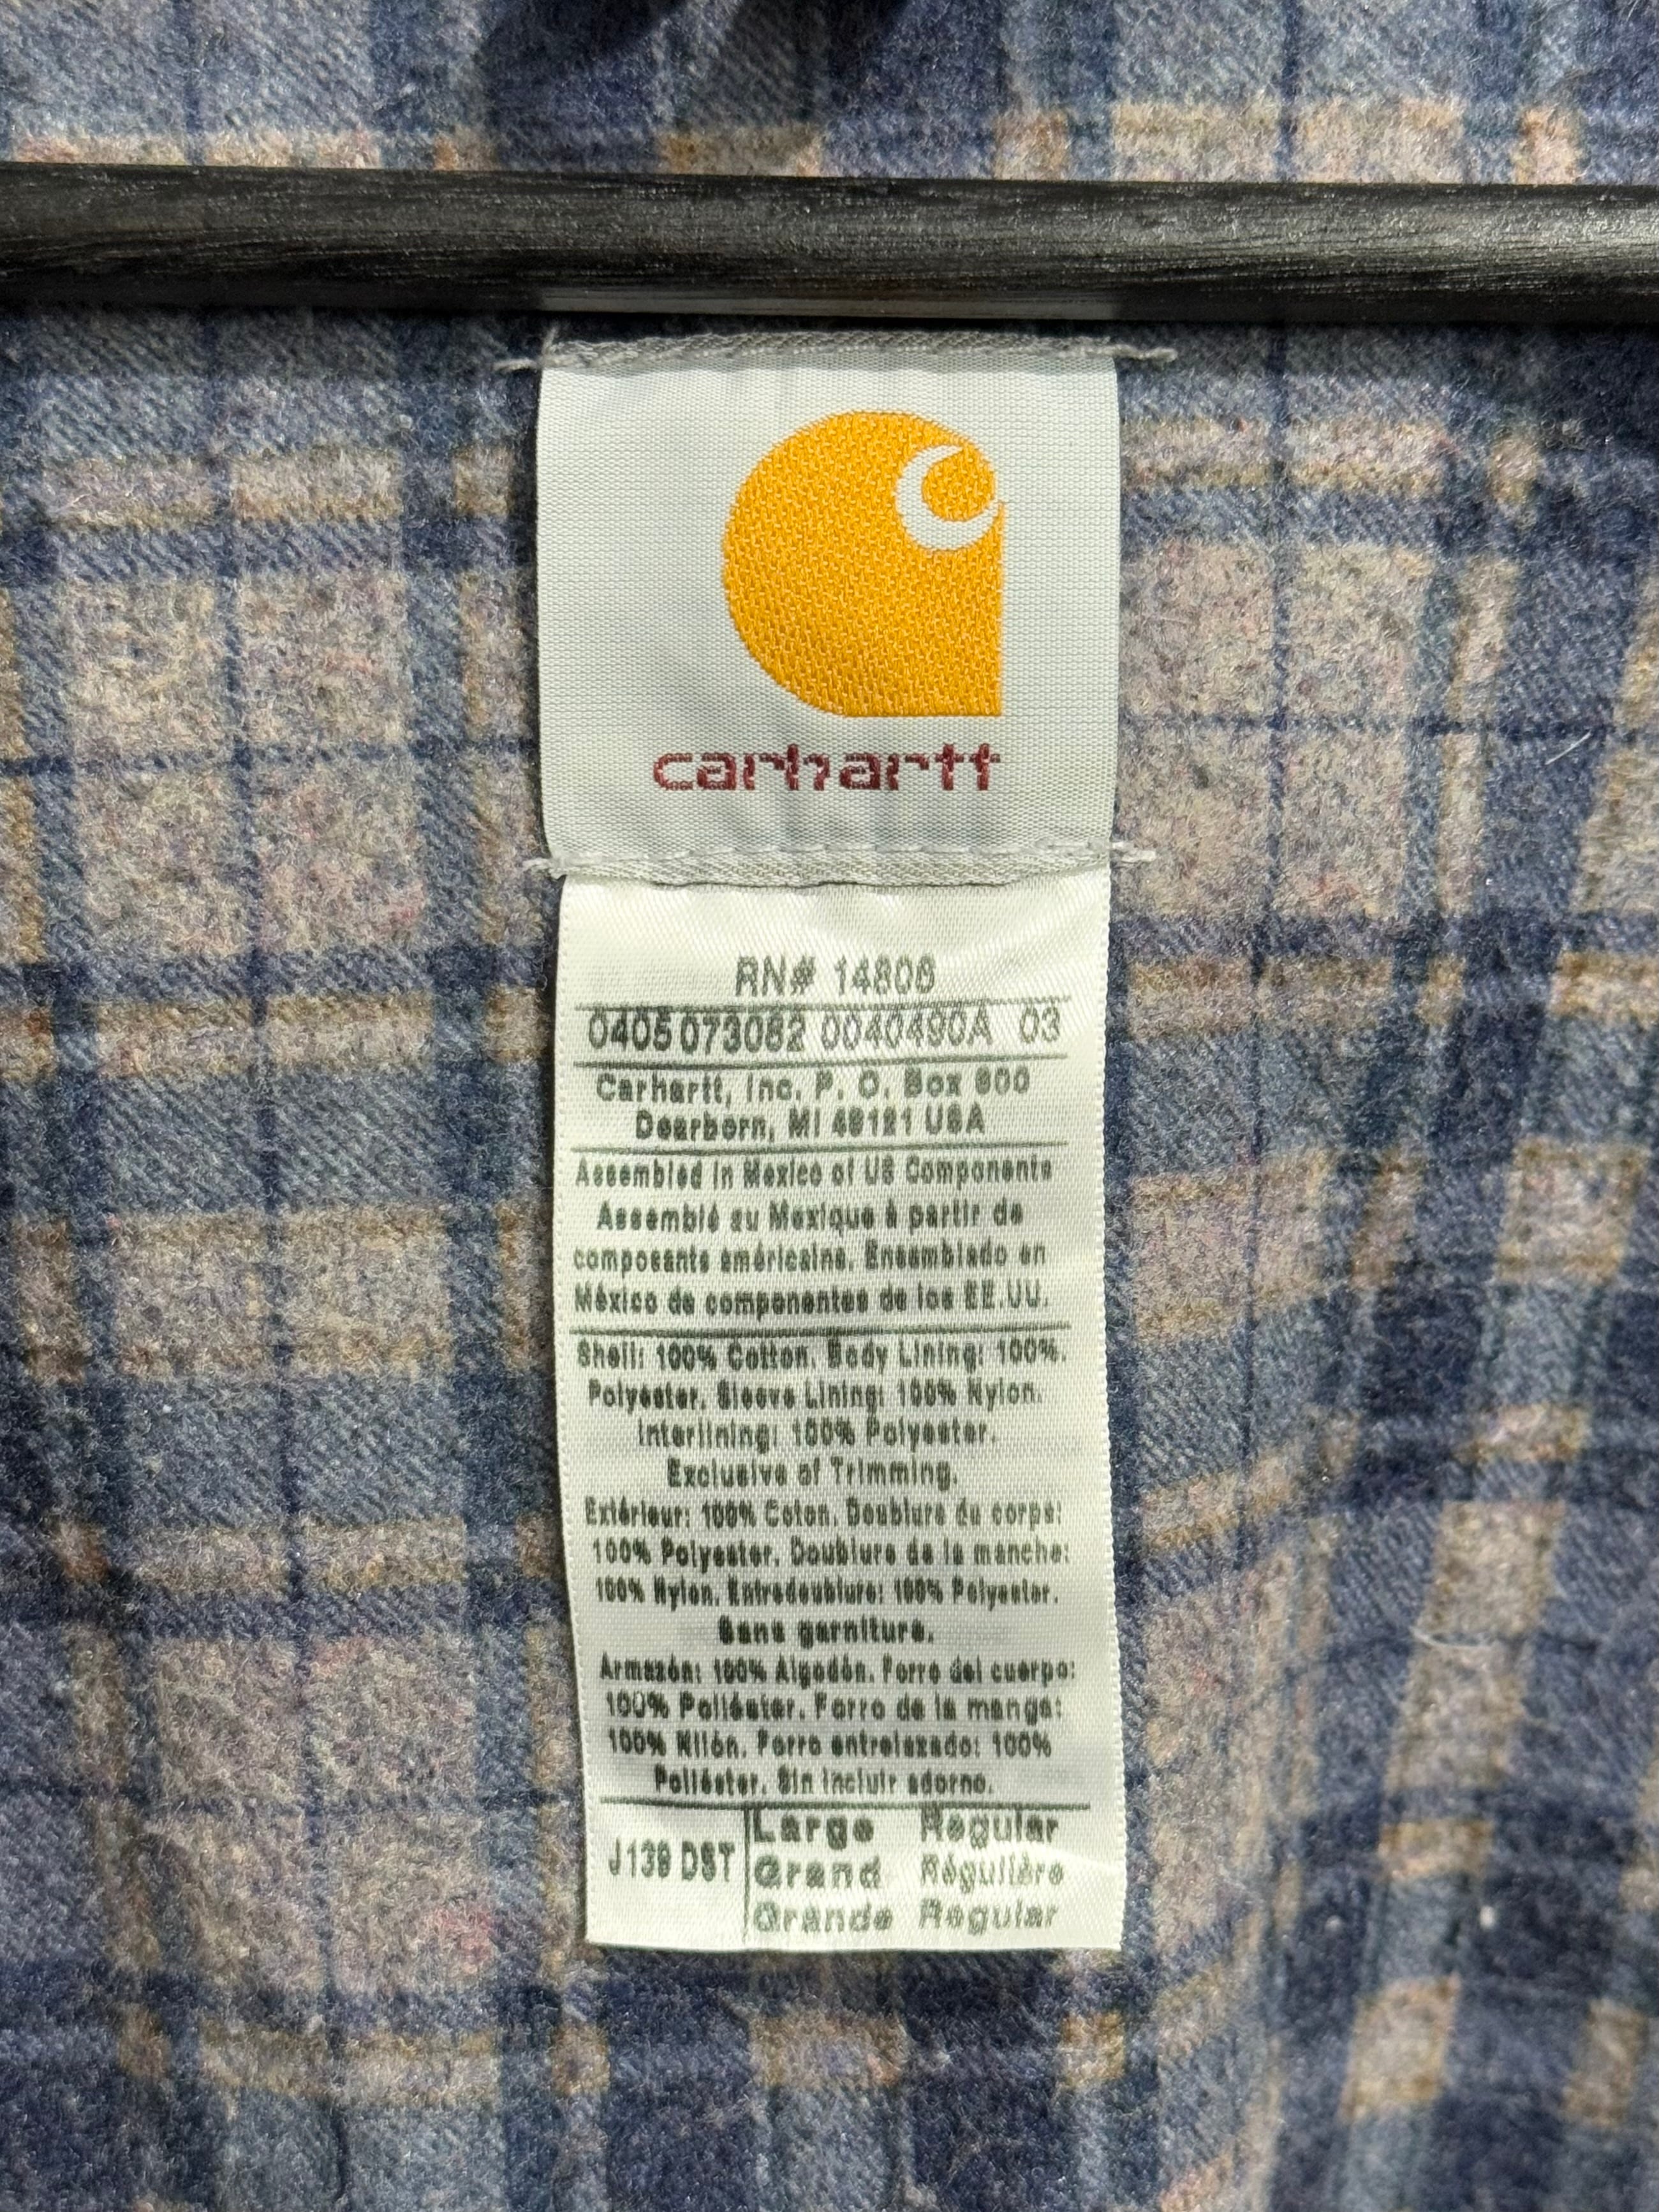 carhartt
RN# 14806
0405 073082 0040490A 03
Carhartt, Inc. P. O. Box 600
Dearborn, MI 48121 USA
Assembled in Mexico of US Components
Assemblé au Mexique à partir de
composants américains. Ensamblado en
México de componentes de los EE.UU.
Shell: 100% Cotton. Body Lining: 100%.
Polyester. Sleeve Lining: 100% Nylon.
Interlining: 100% Polyester.
Exclusive of Trimming.
Extérieur: 100% Coton. Doublure du corps:
100% Polyester. Doublure de la manche:
100% Nylon. Entredoublure: 100% Polyester.
Sans garniture.
Armazón: 100% Algodón. Forro del cuerpo:
100% Poliéster. Forro de la manga:
100% Nilón. Forro entrelazado: 100%
Poliéster. Sin incluir adorno.
J139 DST Large Regular
Grand Régulière
Grande Regular